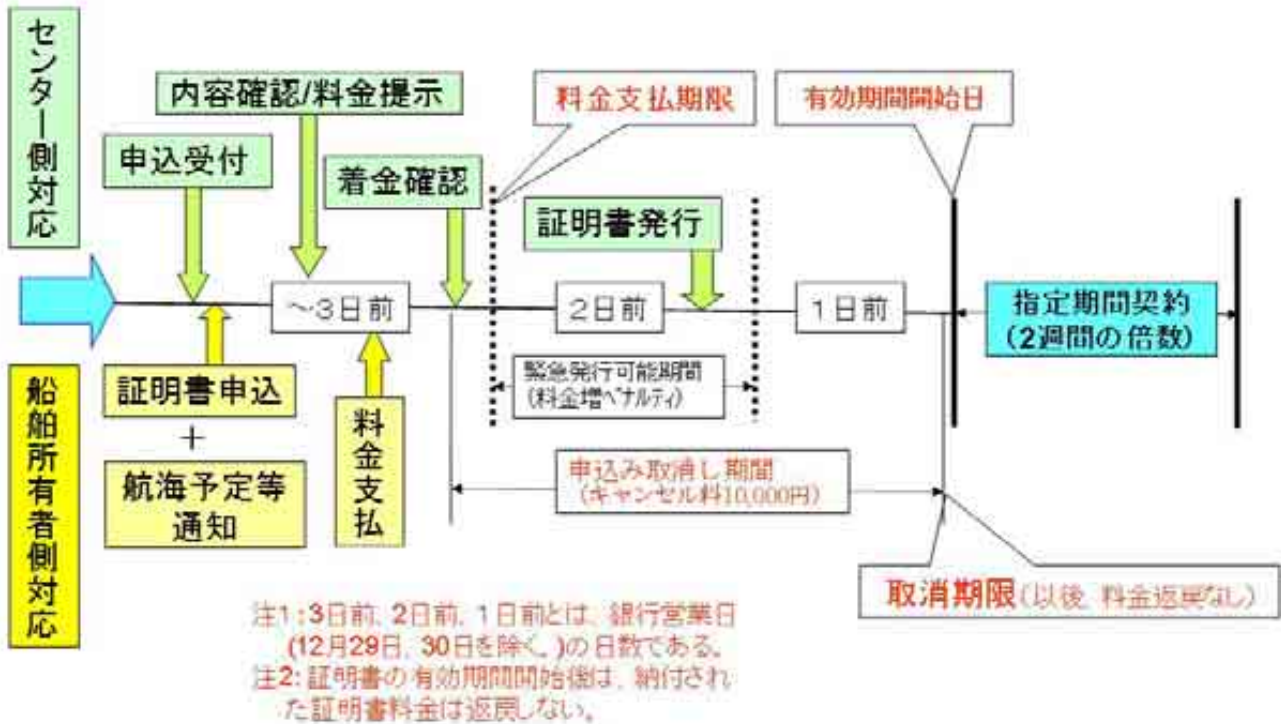 センター側対応
内容確認/料金提示
料金支払期限
有効期間開始日
申込受付
着金確認
証明書発行
~3日前
2日前
1日前
指定期間契約
(2週間の倍数)
緊急発行可能期間
(料金増ペナルティ)
船舶所有者側対応
証明書申込
+
航海予定等
通知
料金支払
申込み取消し期間
(キャンセル料10,000円)
取消期限(以後、料金返戻なし)
注1:3日前、2日前、1日前とは、銀行営業日
(12月29日、30日を除く。)の日数である。
注2:証明書の有効期間開始後は、納付され
た証明書料金は返戻しない。